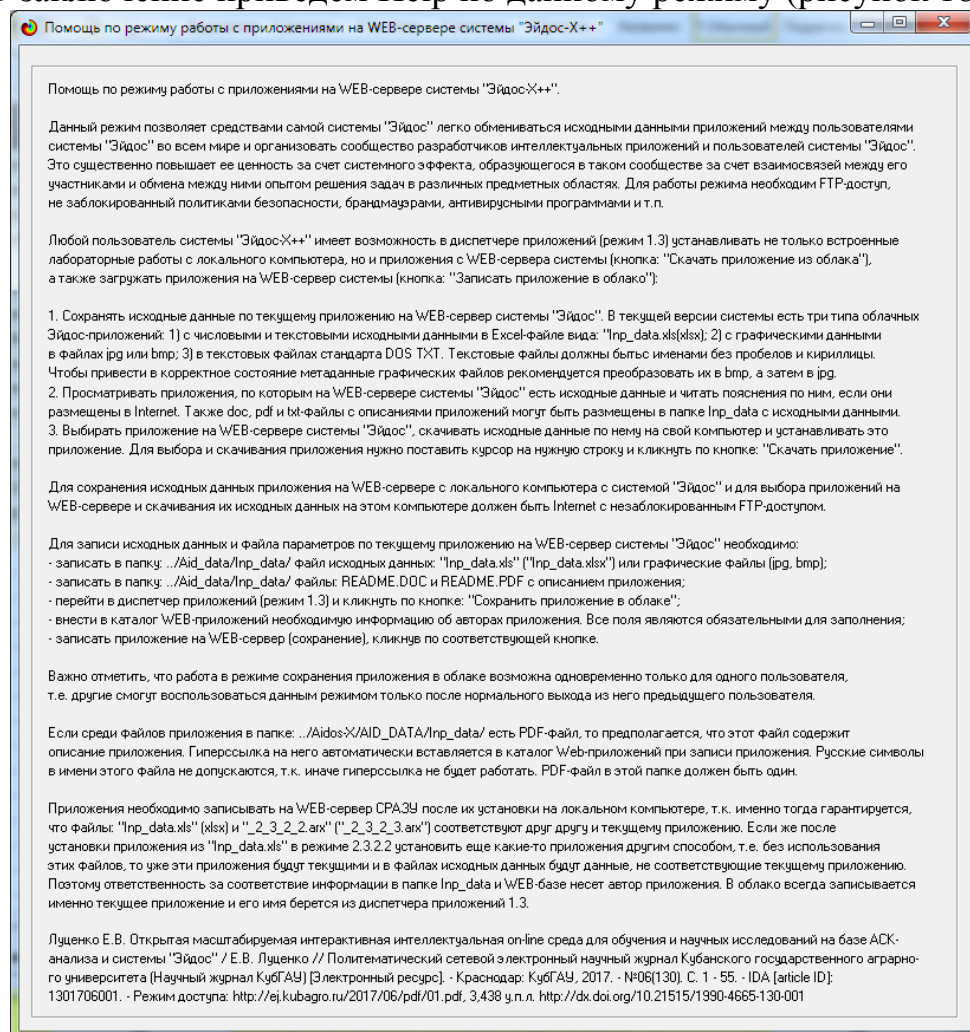 заключение приведем Help по данному режиму (рисунок
Помощь по режиму работы с приложениями на WEB-сервере системы "Эйдос-X++"
Помощь по режиму работы с приложениями на WEB-сервере системы "Эйдос-X++".
Данный режим позволяет средствами самой системы "Эйдос" легко обмениваться исходными данными приложений между пользователями
системы "Эйдос" во всем мире и организовать сообщество разработчиков интеллектуальных приложений и пользователей системы "Эйдос".
Это существенно повышает ее ценность за счет системного эффекта, образующегося в таком сообществе за счет взаимосвязей между его
участниками и обмена между ними опытом решения задач в различных предметных областях. Для работы режима необходим FTP-доступ,
не заблокированный политиками безопасности, брандмауэрами, антивирусными программами и т.п.
Любой пользователь системы "Эйдос-X++" имеет возможность в диспетчере приложений (режим 1.3) устанавливать не только встроенные
лабораторные работы с локального компьютера, но и приложения с WEB-сервера системы (кнопка: "Скачать приложение из облака"),
а также загружать приложения на WEB-сервер системы (кнопка: "Записать приложение в облако"):
1. Сохранять исходные данные по текущему приложению на WEB-сервер системы "Эйдос". В текущей версии системы есть три типа облачных
Эйдос-приложений: 1) с числовыми и текстовыми исходными данными в Excel-файле вида: "Inp_data.xls(xlsx); 2) с графическими данными
в файлах jpg или bmp; 3) в текстовых файлах стандарта DOS TXT. Текстовые файлы должны бытьс именами без пробелов и кириллицы.
Чтобы привести в корректное состояние метаданные графических файлов рекомендуется преобразовать их в bmp, а затем в jpg.
2. Просматривать приложения, по которым на WEB-сервере системы "Эйдос" есть исходные данные и читать пояснения по ним, если они
размещены в Internet. Также doc, pdf и txt-файлы с описаниями приложений могут быть размещены в папке Inp_data с исходными данными.
3. Выбирать приложение на WEB-сервере системы "Эйдос", скачивать исходные данные по нему на свой компьютер и устанавливать это
приложение. Для выбора и скачивания приложения нужно поставить курсор на нужную строку и кликнуть по кнопке: "Скачать приложение".
Для сохранения исходных данных приложения на WEB-сервере с локального компьютера с системой "Эйдос" и для выбора приложений на
WEB-сервере и скачивания их исходных данных на этом компьютере должен быть Internet с незаблокированным FTP-доступом.
Для записи исходных данных и файла параметров по текущему приложению на WEB-сервер системы "Эйдос" необходимо:
- записать в папку: ../Aid_data/Inp_data/ файл исходных данных: "Inp_data.xls" ("Inp_data.xlsx") или графические файлы (jpg, bmp);
- записать в папку: ../Aid_data/Inp_data/ файлы: README.DOC и README.PDF с описанием приложения;
- перейти в диспетчер приложений (режим 1.3) и кликнуть по кнопке: "Сохранить приложение в облаке";
- внести в каталог WEB-приложений необходимую информацию об авторах приложения. Все поля являются обязательными для заполнения;
- записать приложение на WEB-сервер (сохранение), кликнув по соответствующей кнопке.
Важно отметить, что работа в режиме сохранения приложения в облаке возможна одновременно только для одного пользователя,
т.е. другие смогут воспользоваться данным режимом только после нормального выхода из него предыдущего пользователя.
Если среди файлов приложения в папке: ../Aidos-X/AID_DATA/Inp_data/ есть PDF-файл, то предполагается, что этот файл содержит
описание приложения. Гиперссылка на него автоматически вставляется в каталог Web-приложений при записи приложения. Русские символы
в имени этого файла не допускаются, т.к. иначе гиперссылка не будет работать. PDF-файл в этой папке должен быть один.
Приложения необходимо записывать на WEB-сервер СРАЗУ после их установки на локальном компьютере, т.к. именно тогда гарантируется,
что файлы: "Inp_data.xls" (xlsx) и "_2_3_2_2.arx" ("_2_3_2_3.arx") соответствуют друг другу и текущему приложению. Если же после
установки приложения из "Inp_data.xls" в режиме 2.3.2.2 установить еще какие-то приложения другим способом, т.е. без использования
этих файлов, то уже эти приложения будут текущими и в файлах исходных данных будут данные, не соответствующие текущему приложению.
Поэтому ответственность за соответствие информации в папке Inp_data и WEB-базе несет автор приложения. В облако всегда записывается
именно текущее приложение и его имя берется из диспетчера приложений 1.3.
Луценко Е.В. Открытая масштабируемая интерактивная интеллектуальная on-line среда для обучения и научных исследований на базе АСК-
анализа и системы "Эйдос" / Е.В. Луценко // Политематический сетевой электронный научный журнал Кубанского государственного аграрно-
го университета (Научный журнал КубГАУ) [Электронный ресурс]. - Краснодар: КубГАУ, 2017. - №06(130). С. 1 - 55. - IDA [article ID]:
1301706001. - Режим доступа: http://ej.kubagro.ru/2017/06/pdf/01.pdf, 3,438 у.п.л. http://dx.doi.org/10.21515/1990-4665-130-001